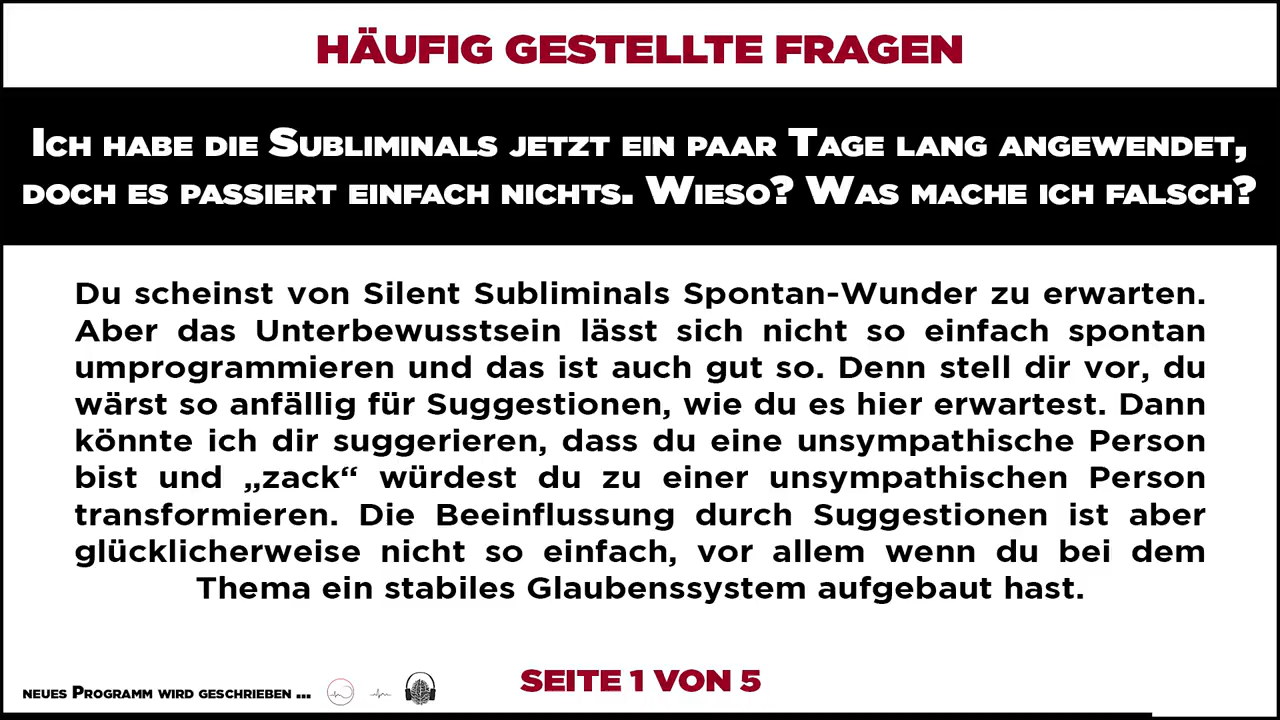 HÄUFIG GESTELLTE FRAGEN
Ich habe die Subliminals jetzt ein paar Tage lang angewendet,
doch es passiert einfach nichts. Wieso? Was mache ich falsch?
Du scheinst von Silent Subliminals Spontan-Wunder zu erwarten.
Aber das Unterbewusstsein lässt sich nicht so einfach spontan
umprogrammieren und das ist auch gut so. Denn stell dir vor, du
wärst so anfällig für Suggestionen, wie du es hier erwartest. Dann
könnte ich dir suggerieren, dass du eine unsympathische Person
bist und „zack“ würdest du zu einer unsympathischen Person
transformieren. Die Beeinflussung durch Suggestionen ist aber
glücklicherweise nicht so einfach, vor allem wenn du bei dem
Thema ein stabiles Glaubenssystem aufgebaut hast.
neues Programm wird geschrieben ...
SEITE 1 VON 5